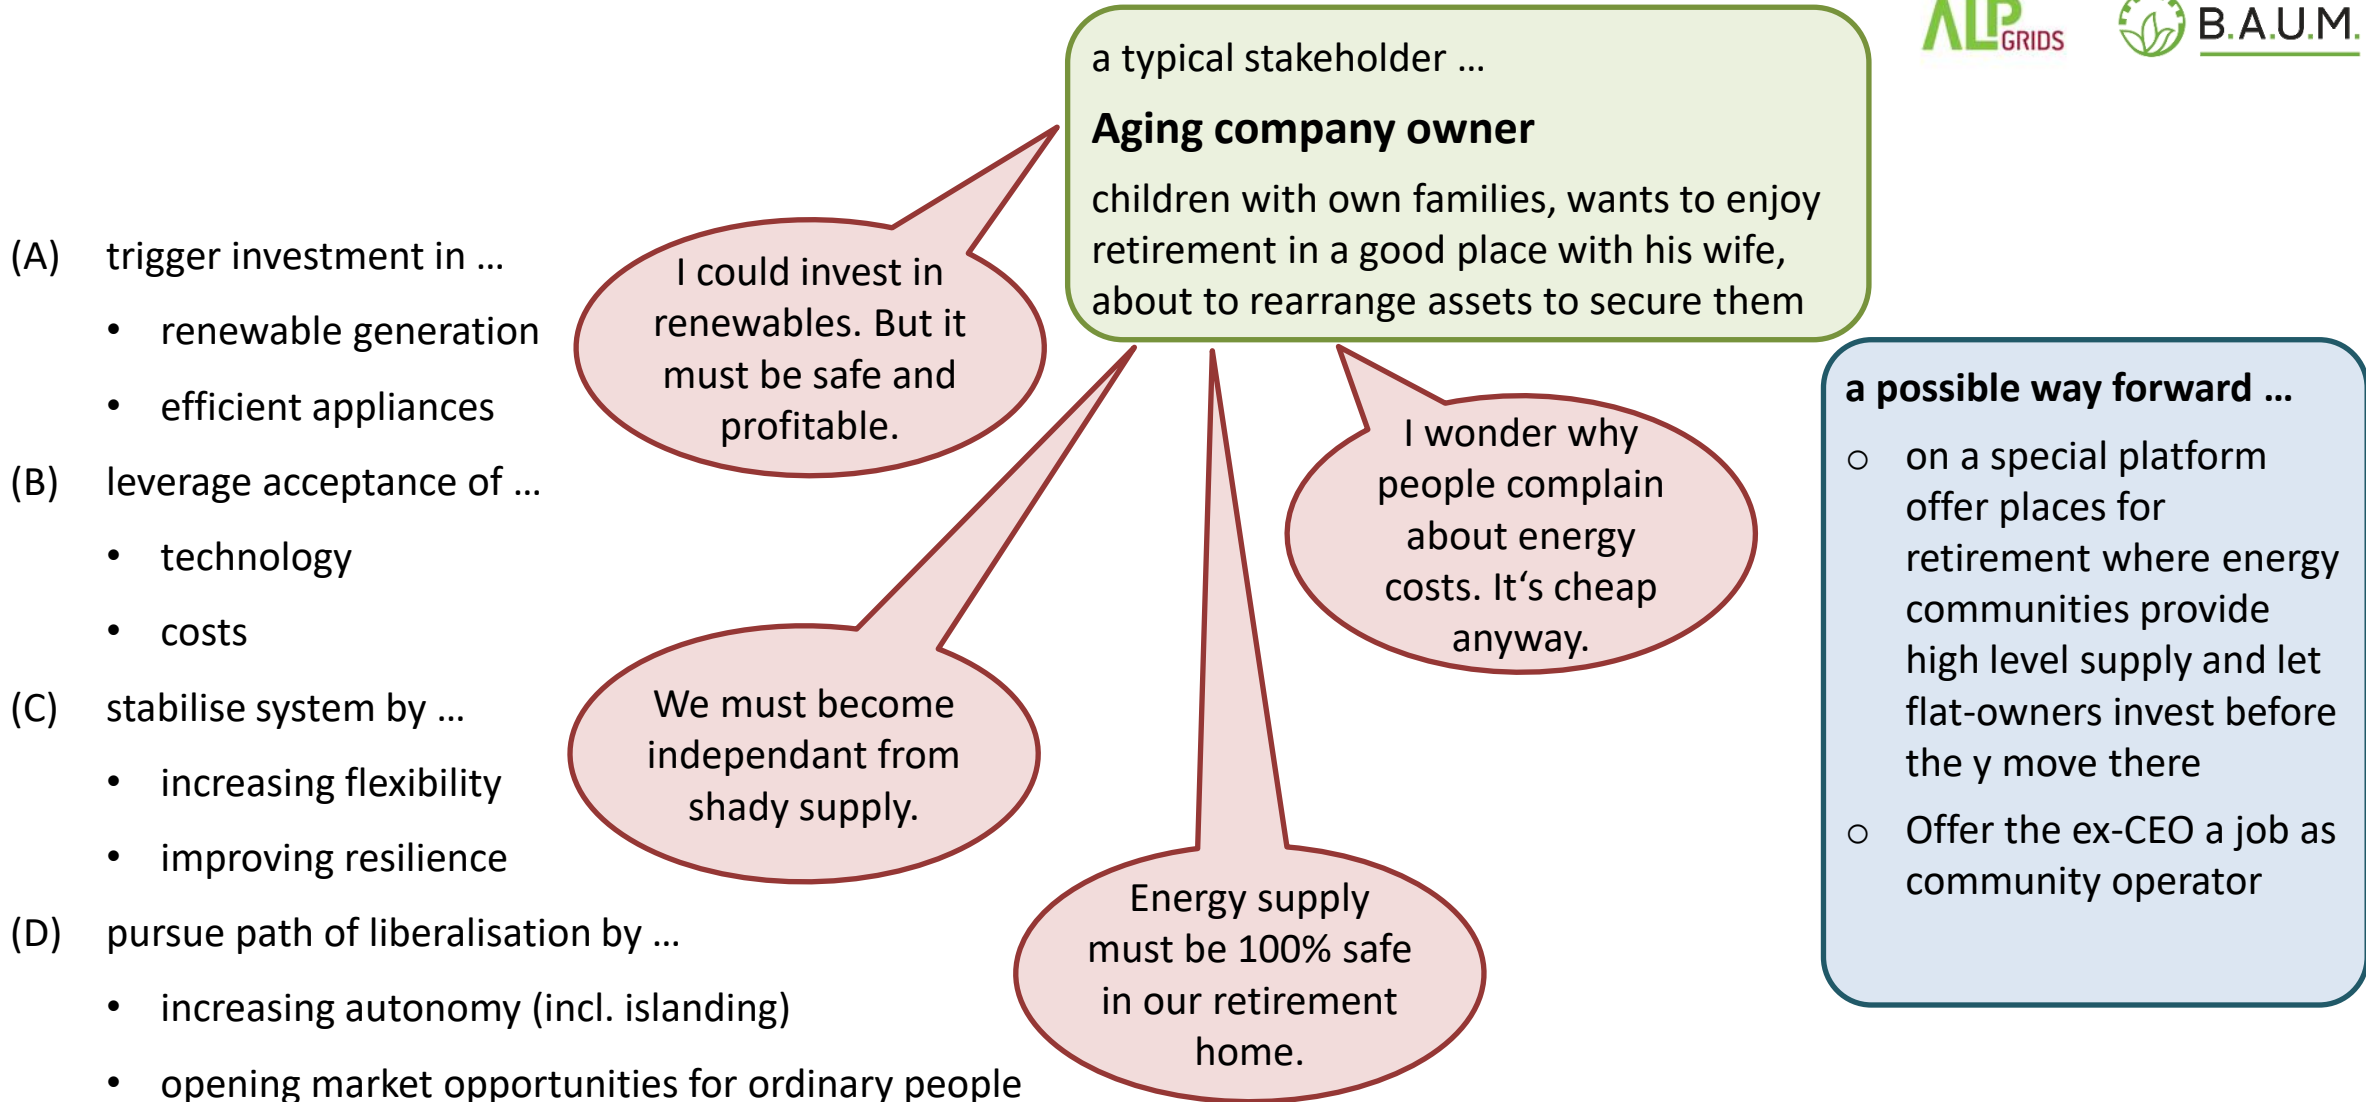 ALP
GRIDS
B.A.U.M.
a typical stakeholder …
Aging company owner
children with own families, wants to enjoy
retirement in a good place with his wife,
about to rearrange assets to secure them
(A) trigger investment in …
• renewable generation
• efficient appliances
(B) leverage acceptance of …
• technology
• costs
(C) stabilise system by …
• increasing flexibility
• improving resilience
(D) pursue path of liberalisation by …
• increasing autonomy (incl. islanding)
• opening market opportunities for ordinary people
I could invest in
renewables. But it
must be safe and
profitable.
We must become
independant from
shady supply.
Energy supply
must be 100% safe
in our retirement
home.
I wonder why
people complain
about energy
costs. It‘s cheap
anyway.
a possible way forward …
o on a special platform
offer places for
retirement where energy
communities provide
high level supply and let
flat-owners invest before
the y move there
o Offer the ex-CEO a job as
community operator